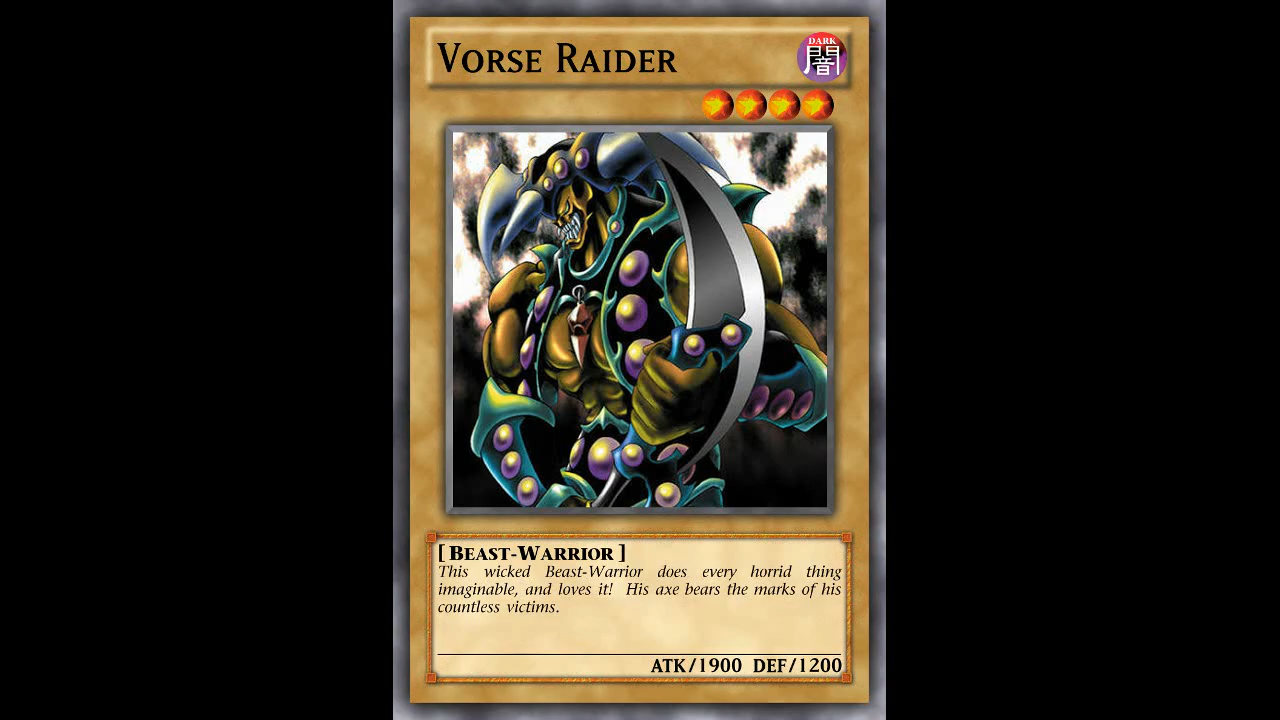 Vorse Raider
DARK
闇
[ Beast-Warrior ]
This wicked Beast-Warrior does every horrid thing
imaginable, and loves it! His axe bears the marks of his
countless victims.
ATK/1900 DEF/1200